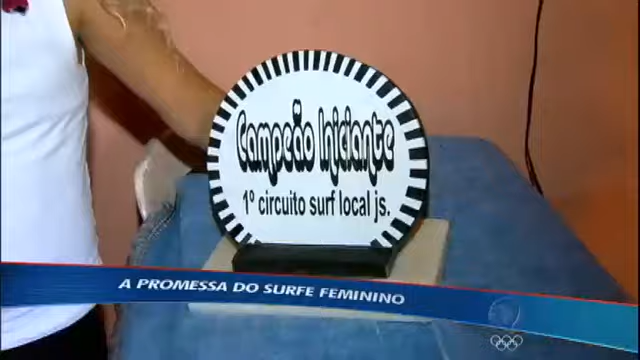 Campeão Iniciante
1º circuito surf local js.
A PROMESSA DO SURFE FEMININO